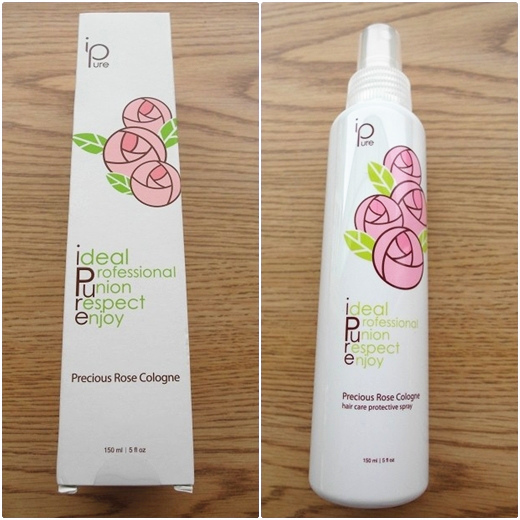 iPure
ideal
Professional
union
respect
enjoy
Precious Rose Cologne
150 ml | 5 fl oz
iPure
ideal
Professional
union
respect
enjoy
Precious Rose Cologne
hair care protective spray
150 ml | 5 fl oz